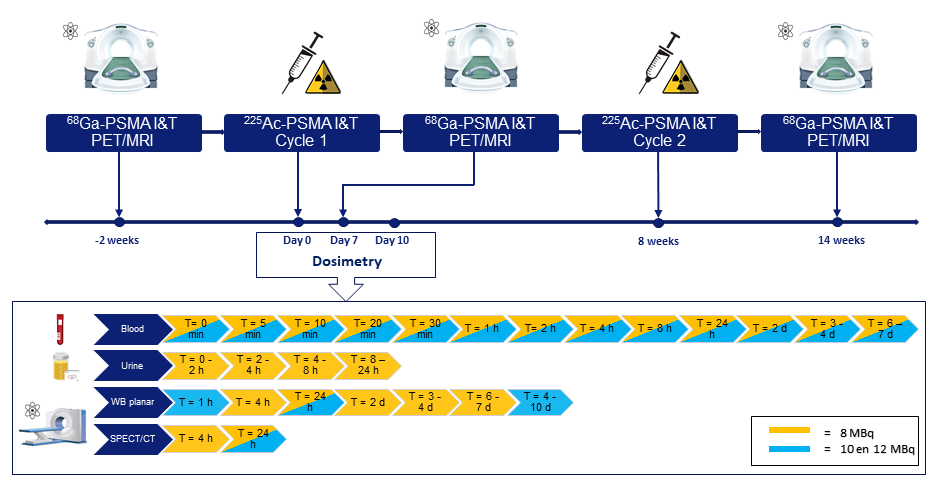 ⁶⁸Ga-PSMA I&T
PET/MRI
²²⁵Ac-PSMA I&T
Cycle 1
⁶⁸Ga-PSMA I&T
PET/MRI
²²⁵Ac-PSMA I&T
Cycle 2
⁶⁸Ga-PSMA I&T
PET/MRI
-2 weeks
Day 0
Day 7
Day 10
8 weeks
14 weeks
Dosimetry
Blood
T= 0
min
T= 5
min
T =
10
min
T =
20
min
T =
30
min
T = 1 h
T= 2 h
T = 4 h
T = 8 h
T = 24
h
T = 2 d
T = 3 -
4 d
T = 6 –
7 d
Urine
T = 0 -
2 h
T = 2 -
4 h
T = 4 -
8 h
T = 8 –
24 h
WB planar
T = 1 h
T = 4 h
T = 24
h
T = 2 d
T = 3 -
4 d
T = 6-
7 d
T = 4 -
10 d
SPECT/CT
T = 4 h
T = 24
h
= 8 MBq
= 10 en 12 MBq